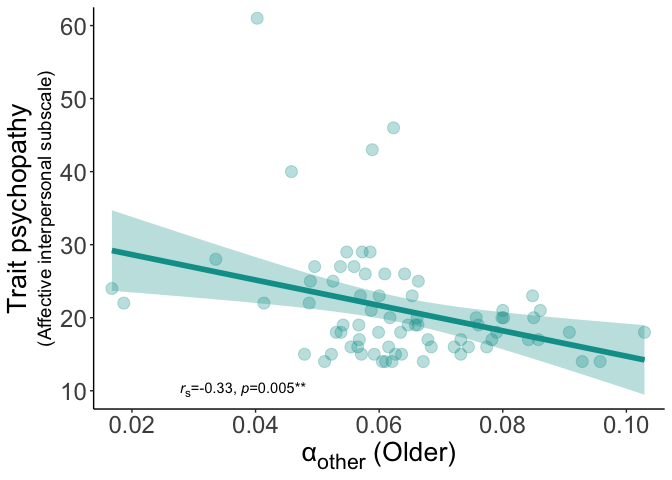 60
50
40
30
20
10
Trait psychopathy
(Affective interpersonal subscale)
rs=-0.33, p=0.005**
0.02 0.04 0.06 0.08 0.10
αother (Older)